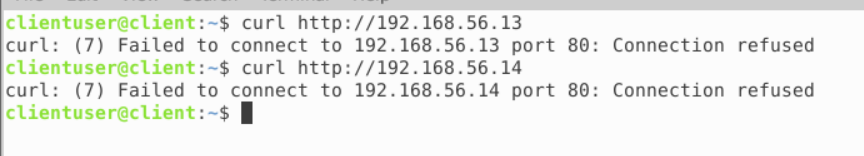 clientuser@client:~$ curl http://192.168.56.13
curl: (7) Failed to connect to 192.168.56.13 port 80: Connection refused
clientuser@client:~$ curl http://192.168.56.14
curl: (7) Failed to connect to 192.168.56.14 port 80: Connection refused
clientuser@client:~$